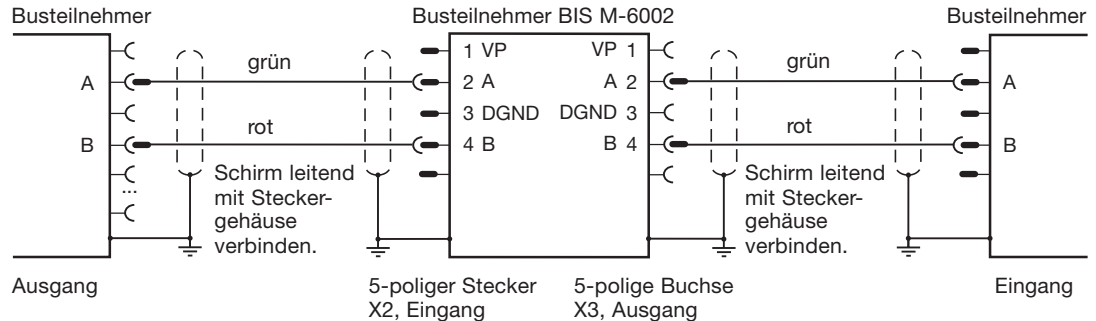 Busteilnehmer
Busteilnehmer BIS M-6002
Busteilnehmer
A
B
...
grün
rot
Schirm leitend
mit Stecker-
gehäuse
verbinden.
1 VP
2 A
3 DGND
4 B
VP 1
A 2
DGND 3
B 4
grün
rot
Schirm leitend
mit Stecker-
gehäuse
verbinden.
A
B
Ausgang
5-poliger Stecker
X2, Eingang
5-polige Buchse
X3, Ausgang
Eingang